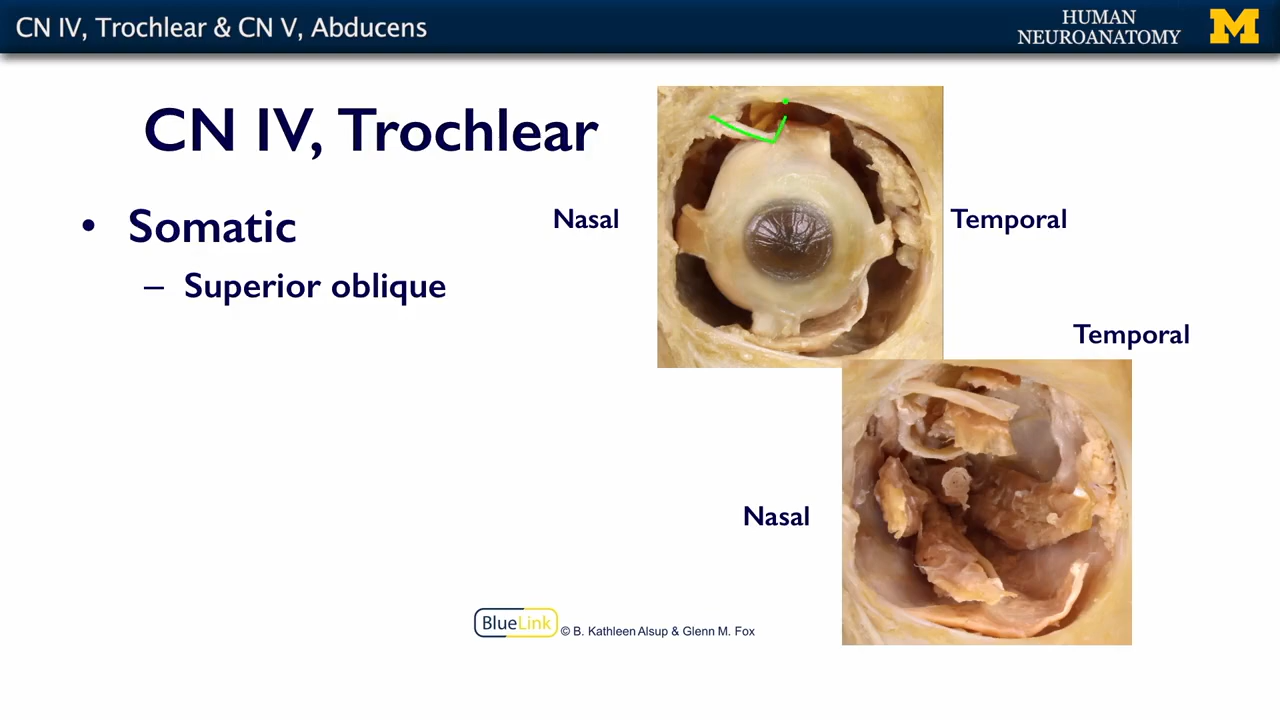 CN IV, Trochlear & CN V, Abducens
HUMAN
NEUROANATOMY
M
CN IV, Trochlear
• Somatic
– Superior oblique
Nasal
Temporal
Temporal
Nasal
BlueLink © B. Kathleen Alsup & Glenn M. Fox